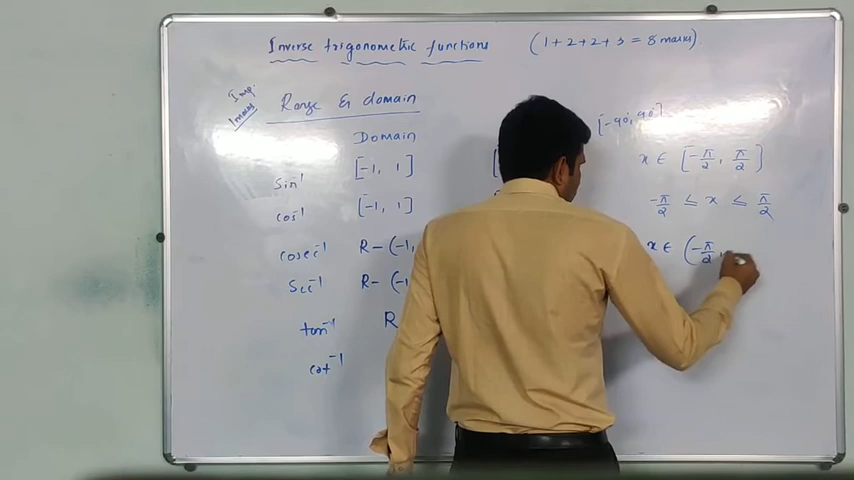 Inverse trigonometric functions (1+2+2+3 = 8 marks).
Imp:
1 marks
Range & domain
[-90°, 90°]
Domain
sin⁻¹ [-1, 1] [
x ∈ [-π/2, π/2]
cos⁻¹ [-1, 1]
-π/2 ≤ x ≤ π/2
cosec⁻¹ R-(-1,
x ∈ (-π/2,
Sec⁻¹ R-(-1,
tan⁻¹ R
cot⁻¹